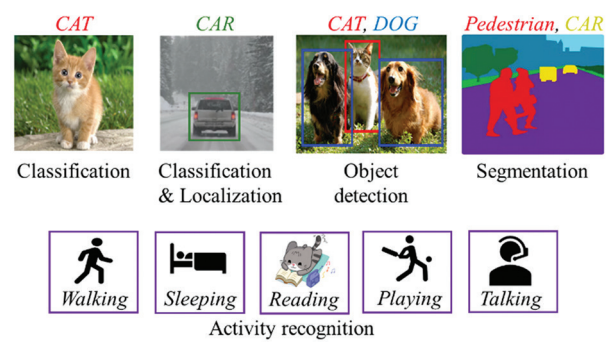 CAT
CAR
CAT, DOG
Pedestrian, CAR
Classification
Classification
& Localization
Object
detection
Segmentation
Walking
Sleeping
Reading
Playing
Talking
Activity recognition